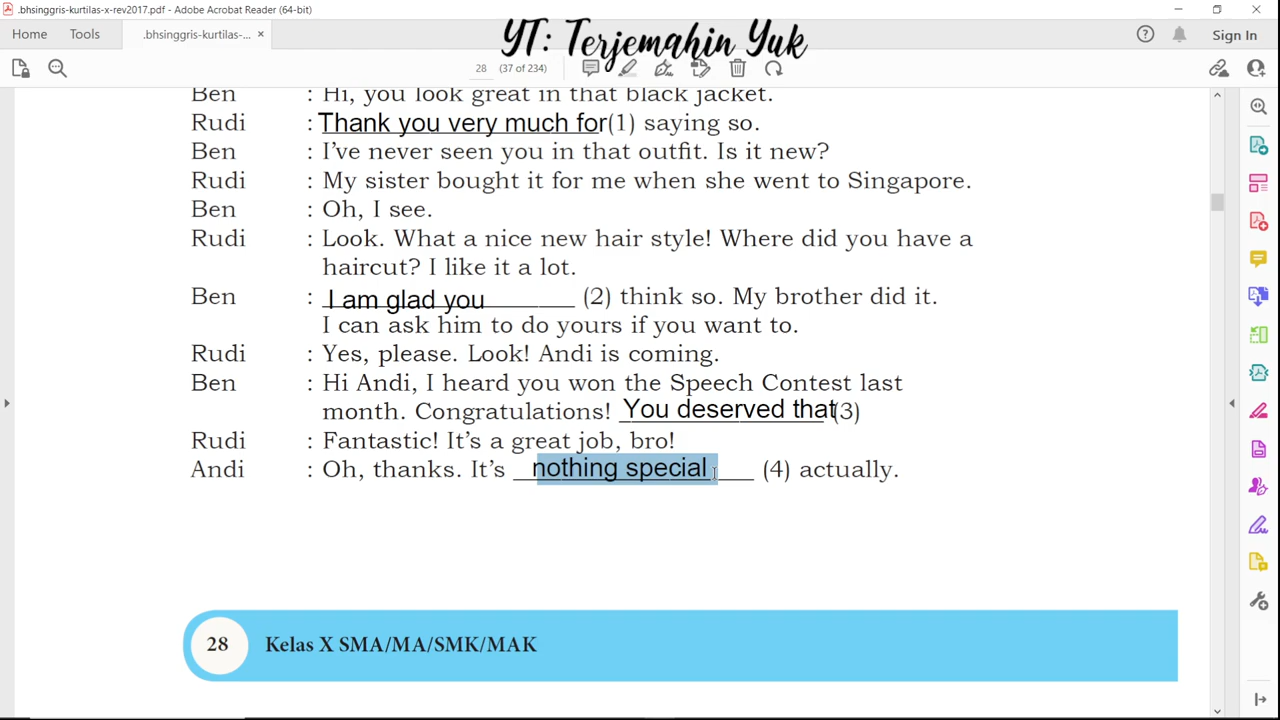 .bhsinggris-kurtilas-x-rev2017.pdf - Adobe Acrobat Reader (64-bit)
Home Tools .bhsinggris-kurtilas-... × Sign In
YT: Terjemahin Yuk
28 (37 of 234)
Ben : Hi, you look great in that black jacket.
Rudi : Thank you very much for(1) saying so.
Ben : I've never seen you in that outfit. Is it new?
Rudi : My sister bought it for me when she went to Singapore.
Ben : Oh, I see.
Rudi : Look. What a nice new hair style! Where did you have a
haircut? I like it a lot.
Ben : I am glad you (2) think so. My brother did it.
I can ask him to do yours if you want to.
Rudi : Yes, please. Look! Andi is coming.
Ben : Hi Andi, I heard you won the Speech Contest last
month. Congratulations! You deserved that(3)
Rudi : Fantastic! It's a great job, bro!
Andi : Oh, thanks. It's nothing special (4) actually.
28 Kelas X SMA/MA/SMK/MAK